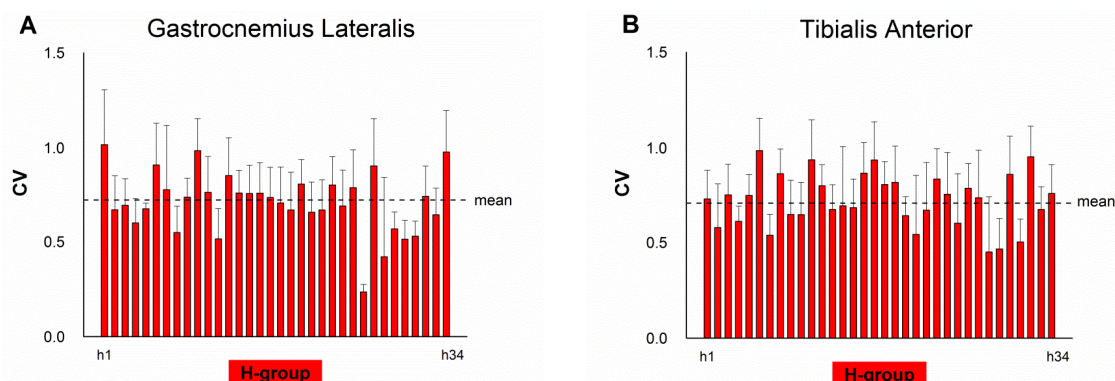 A
Gastrocnemius Lateralis
1.5
1.0
0.5
0.0
CV
mean
h1
h34
H-group
B
Tibialis Anterior
1.5
1.0
0.5
0.0
CV
mean
h1
h34
H-group